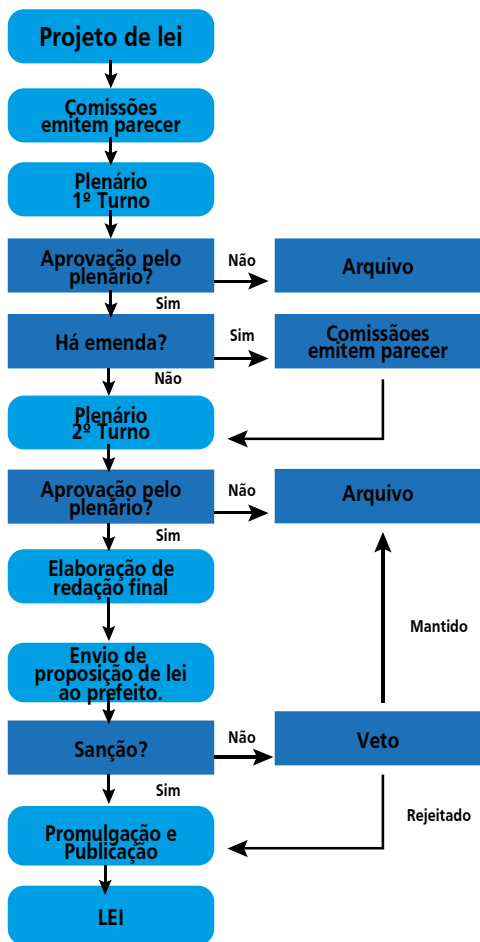 Projeto de lei
Comissões
emitem parecer
Plenário
1º Turno
Aprovação pelo
plenário?
Não
Arquivo
Sim
Há emenda?
Sim
Comissãoes
emitem parecer
Não
Plenário
2º Turno
Aprovação pelo
plenário?
Não
Arquivo
Sim
Elaboração de
redação final
Mantido
Envio de
proposição de lei
ao prefeito.
Sanção?
Não
Veto
Sim
Rejeitado
Promulgação e
Publicação
LEI